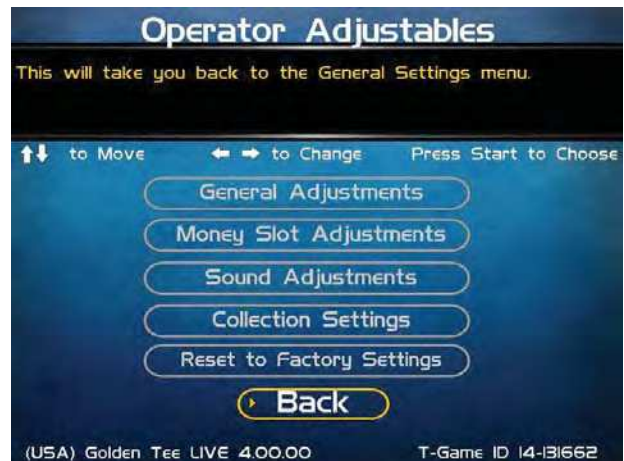 Operator Adjustables
This will take you back to the General Settings menu.
to Move to Change Press Start to Choose
General Adjustments
Money Slot Adjustments
Sound Adjustments
Collection Settings
Reset to Factory Settings
Back
(USA) Golden Tee LIVE 4.00.00 T-Game ID 14-131662